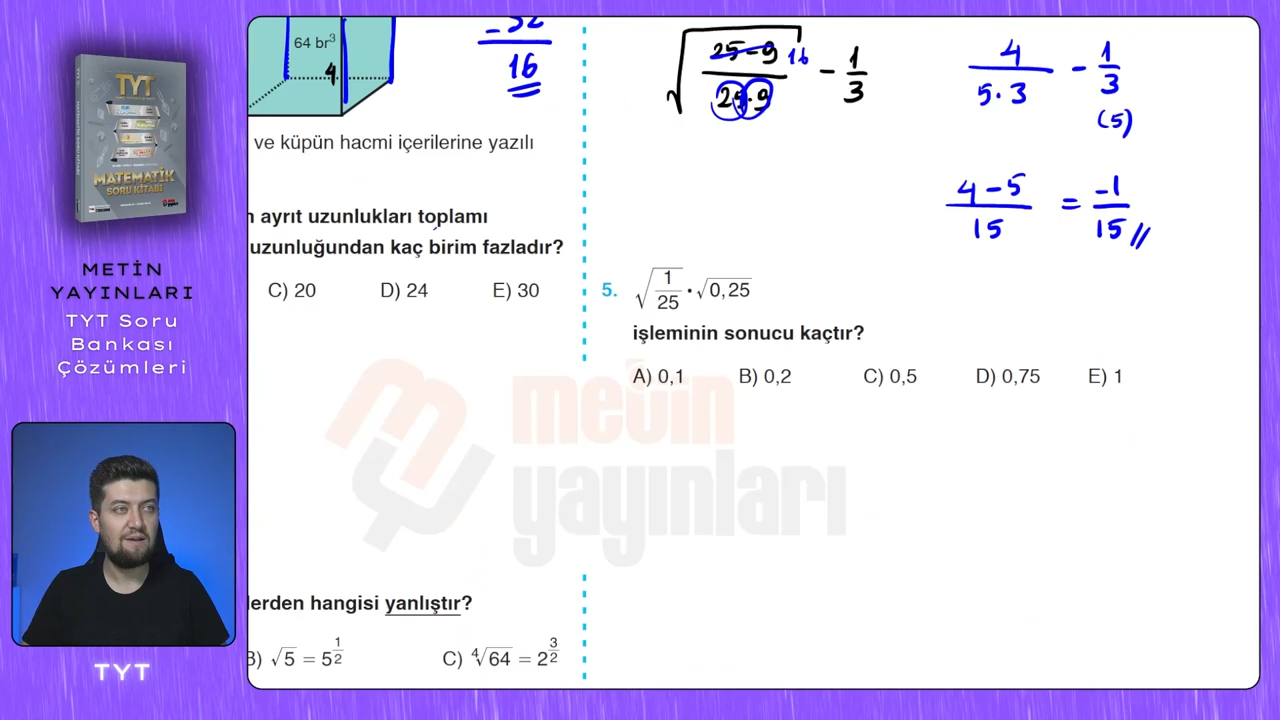 TYT
MATEMATİK
SORU KİTABI
METİN
YAYINLARI
TYT Soru
Bankası
Çözümleri
TYT
64 br³
4
16
ve küpün hacmi içerilerine yazılı
n ayrıt uzunlukları toplamı
uzunluğundan kaç birim fazladır?
C) 20 D) 24 E) 30
lerden hangisi yanlıştır?
B) √5 = 5^(1/2) C) ⁴√64 = 2^(3/2)
√((25-9)/(25·9)) - 1/3
16
4/(5·3) - 1/3
(5)
(4-5)/15 = -1/15 //
5. √(1/25) • √(0,25)
işleminin sonucu kaçtır?
A) 0,1 B) 0,2 C) 0,5 D) 0,75 E) 1
metin
yayınları